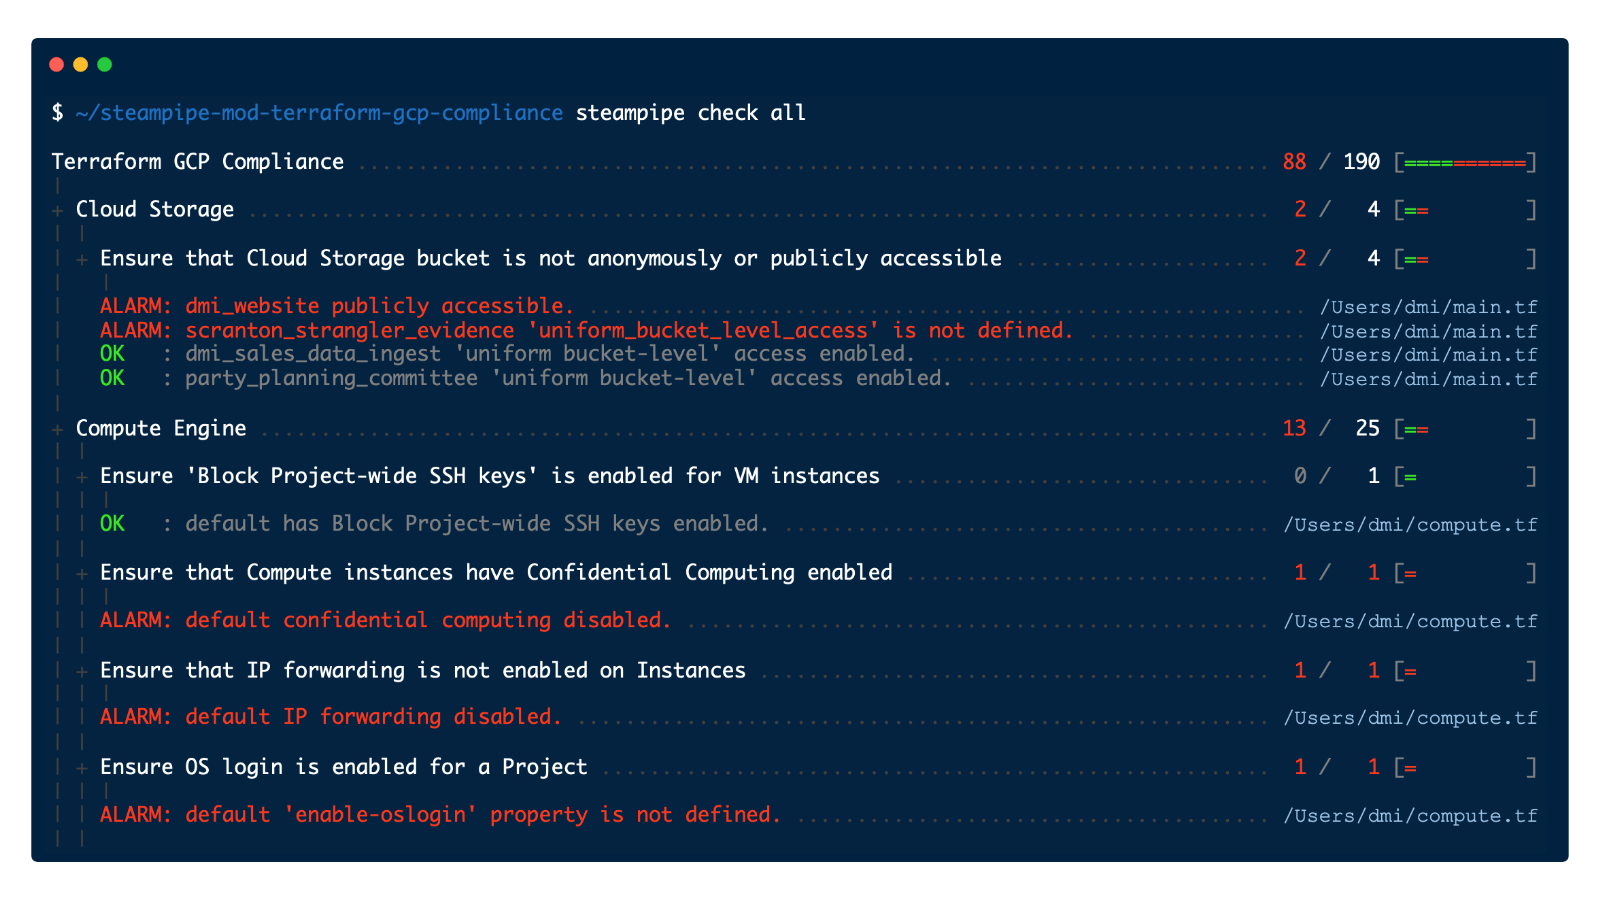 $ ~/steampipe-mod-terraform-gcp-compliance steampipe check all
Terraform GCP Compliance ........................................................................... 88 / 190 [==========]
+ Cloud Storage .................................................................................... 2 / 4 [== ]
+ Ensure that Cloud Storage bucket is not anonymously or publicly accessible ..................... 2 / 4 [== ]
ALARM: dmi_website publicly accessible. ............................................................ /Users/dmi/main.tf
ALARM: scranton_strangler_evidence 'uniform_bucket_level_access' is not defined. ................... /Users/dmi/main.tf
OK : dmi_sales_data_ingest 'uniform bucket-level' access enabled. ................................ /Users/dmi/main.tf
OK : party_planning_committee 'uniform bucket-level' access enabled. ............................. /Users/dmi/main.tf
+ Compute Engine ................................................................................... 13 / 25 [== ]
+ Ensure 'Block Project-wide SSH keys' is enabled for VM instances ............................... 0 / 1 [= ]
OK : default has Block Project-wide SSH keys enabled. ........................................ /Users/dmi/compute.tf
+ Ensure that Compute instances have Confidential Computing enabled .............................. 1 / 1 [= ]
ALARM: default confidential computing disabled. ................................................ /Users/dmi/compute.tf
+ Ensure that IP forwarding is not enabled on Instances .......................................... 1 / 1 [= ]
ALARM: default IP forwarding disabled. ......................................................... /Users/dmi/compute.tf
+ Ensure OS login is enabled for a Project ....................................................... 1 / 1 [= ]
ALARM: default 'enable-oslogin' property is not defined. ....................................... /Users/dmi/compute.tf